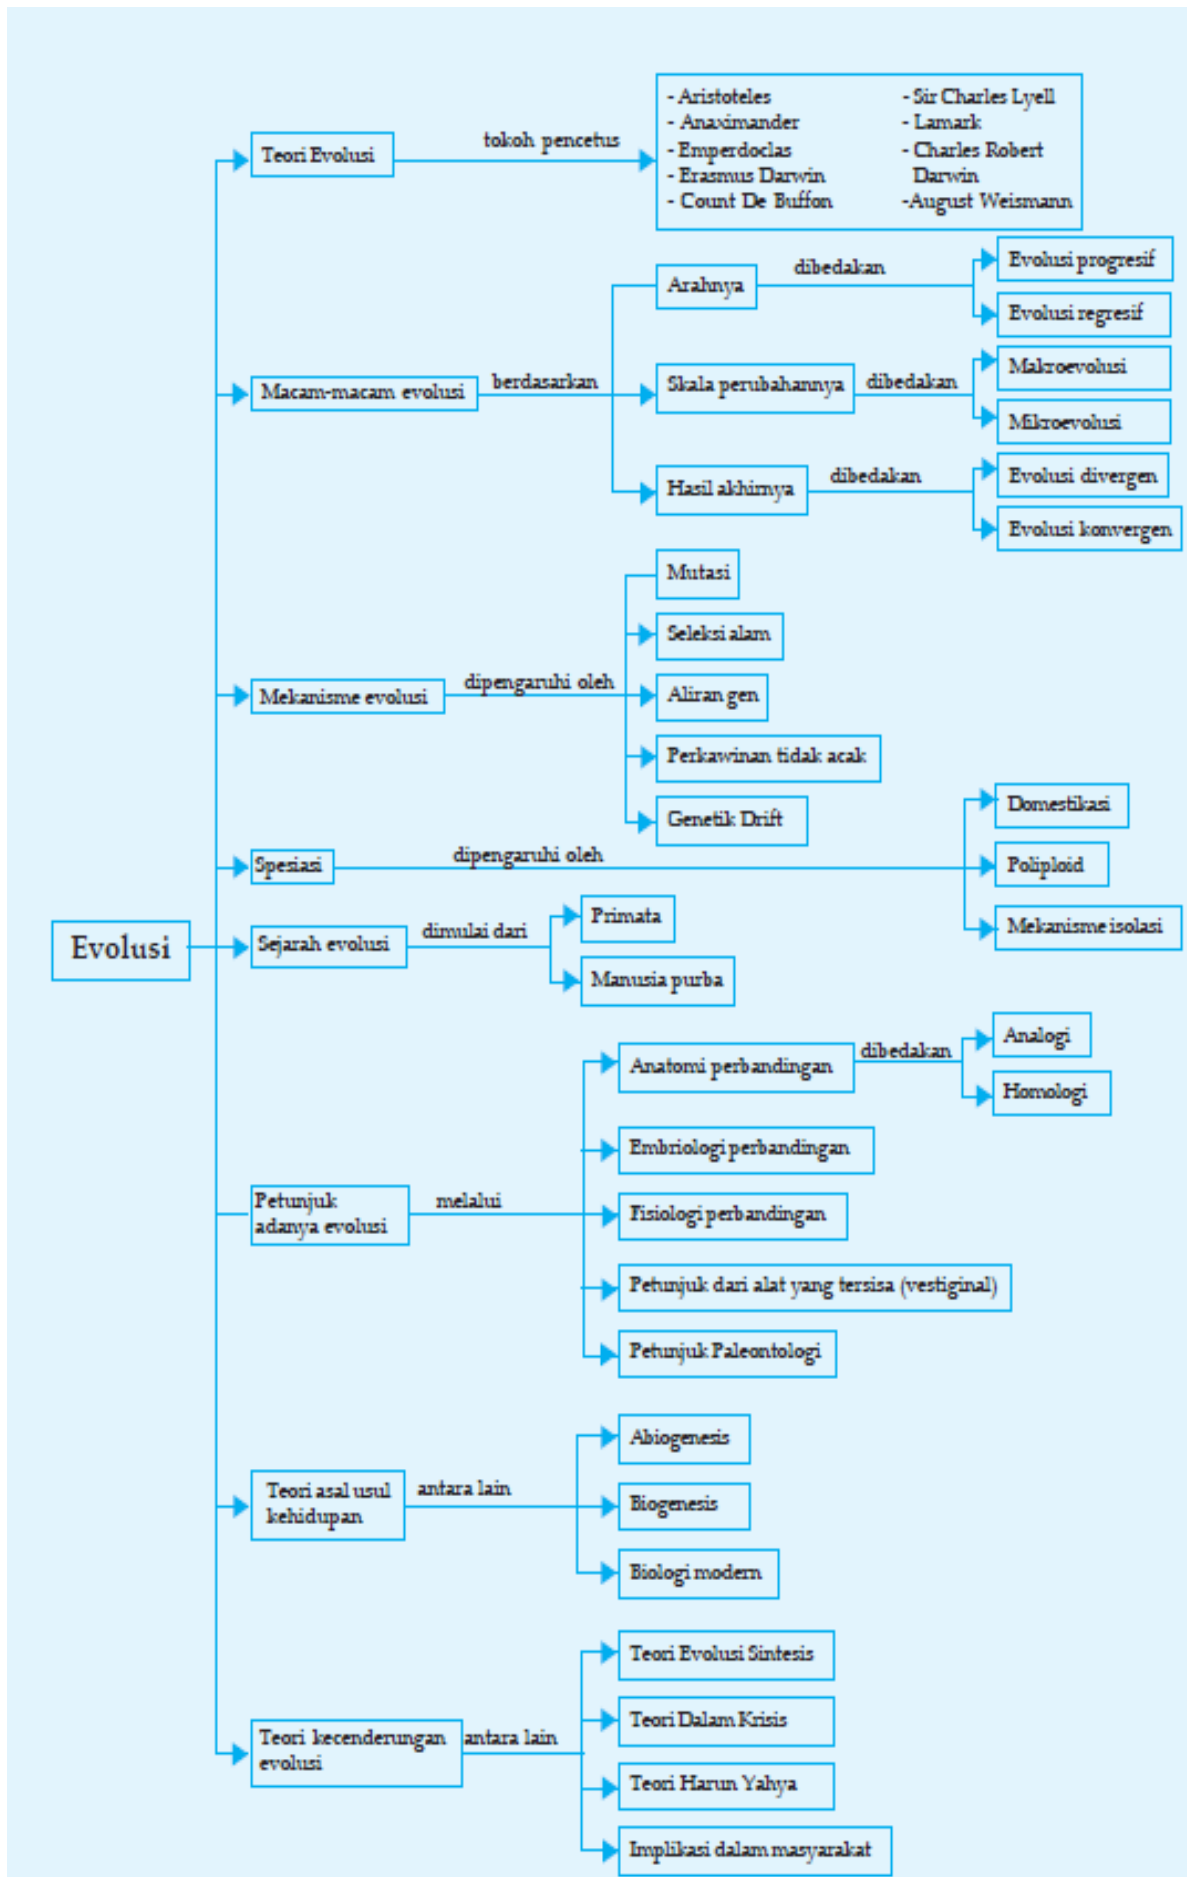 - Aristoteles
- Anaximander
- Emperdoclas
- Erasmus Darwin
- Count De Buffon
- Sir Charles Lyell
- Lamark
- Charles Robert
Darwin
-August Weismann
Teori Evolusi
tokoh pencetus
Macam-macam evolusi
berdasarkan
Arahnya
dibedakan
Evolusi progresif
Evolusi regresif
Skala perubahannya
dibedakan
Makroevolusi
Mikroevolusi
Hasil akhirnya
dibedakan
Evolusi divergen
Evolusi konvergen
Mekanisme evolusi
dipengaruhi oleh
Mutasi
Seleksi alam
Aliran gen
Perkawinan tidak acak
Genetik Drift
Spesiasi
dipengaruhi oleh
Domestikasi
Poliploid
Mekanisme isolasi
Evolusi
Sejarah evolusi
dimulai dari
Primata
Manusia purba
Petunjuk
adanya evolusi
melalui
Anatomi perbandingan
dibedakan
Analogi
Homologi
Embriologi perbandingan
Fisiologi perbandingan
Petunjuk dari alat yang tersisa (vestiginal)
Petunjuk Paleontologi
Teori asal usul
kehidupan
antara lain
Abiogenesis
Biogenesis
Biologi modern
Teori kecenderungan
evolusi
antara lain
Teori Evolusi Sintesis
Teori Dalam Krisis
Teori Harun Yahya
Implikasi dalam masyarakat